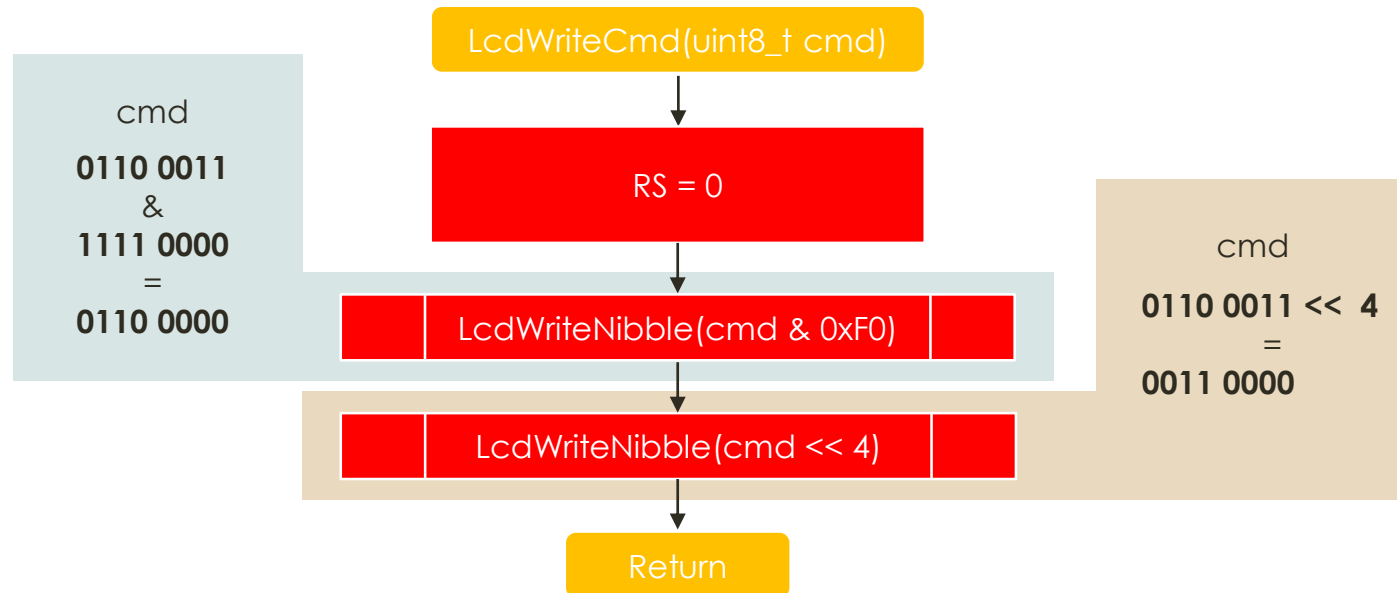 LcdWriteCmd(uint8_t cmd)
cmd
0110 0011
&
1111 0000
=
0110 0000
RS = 0
LcdWriteNibble(cmd & 0xF0)
cmd
0110 0011 << 4
=
0011 0000
LcdWriteNibble(cmd << 4)
Return